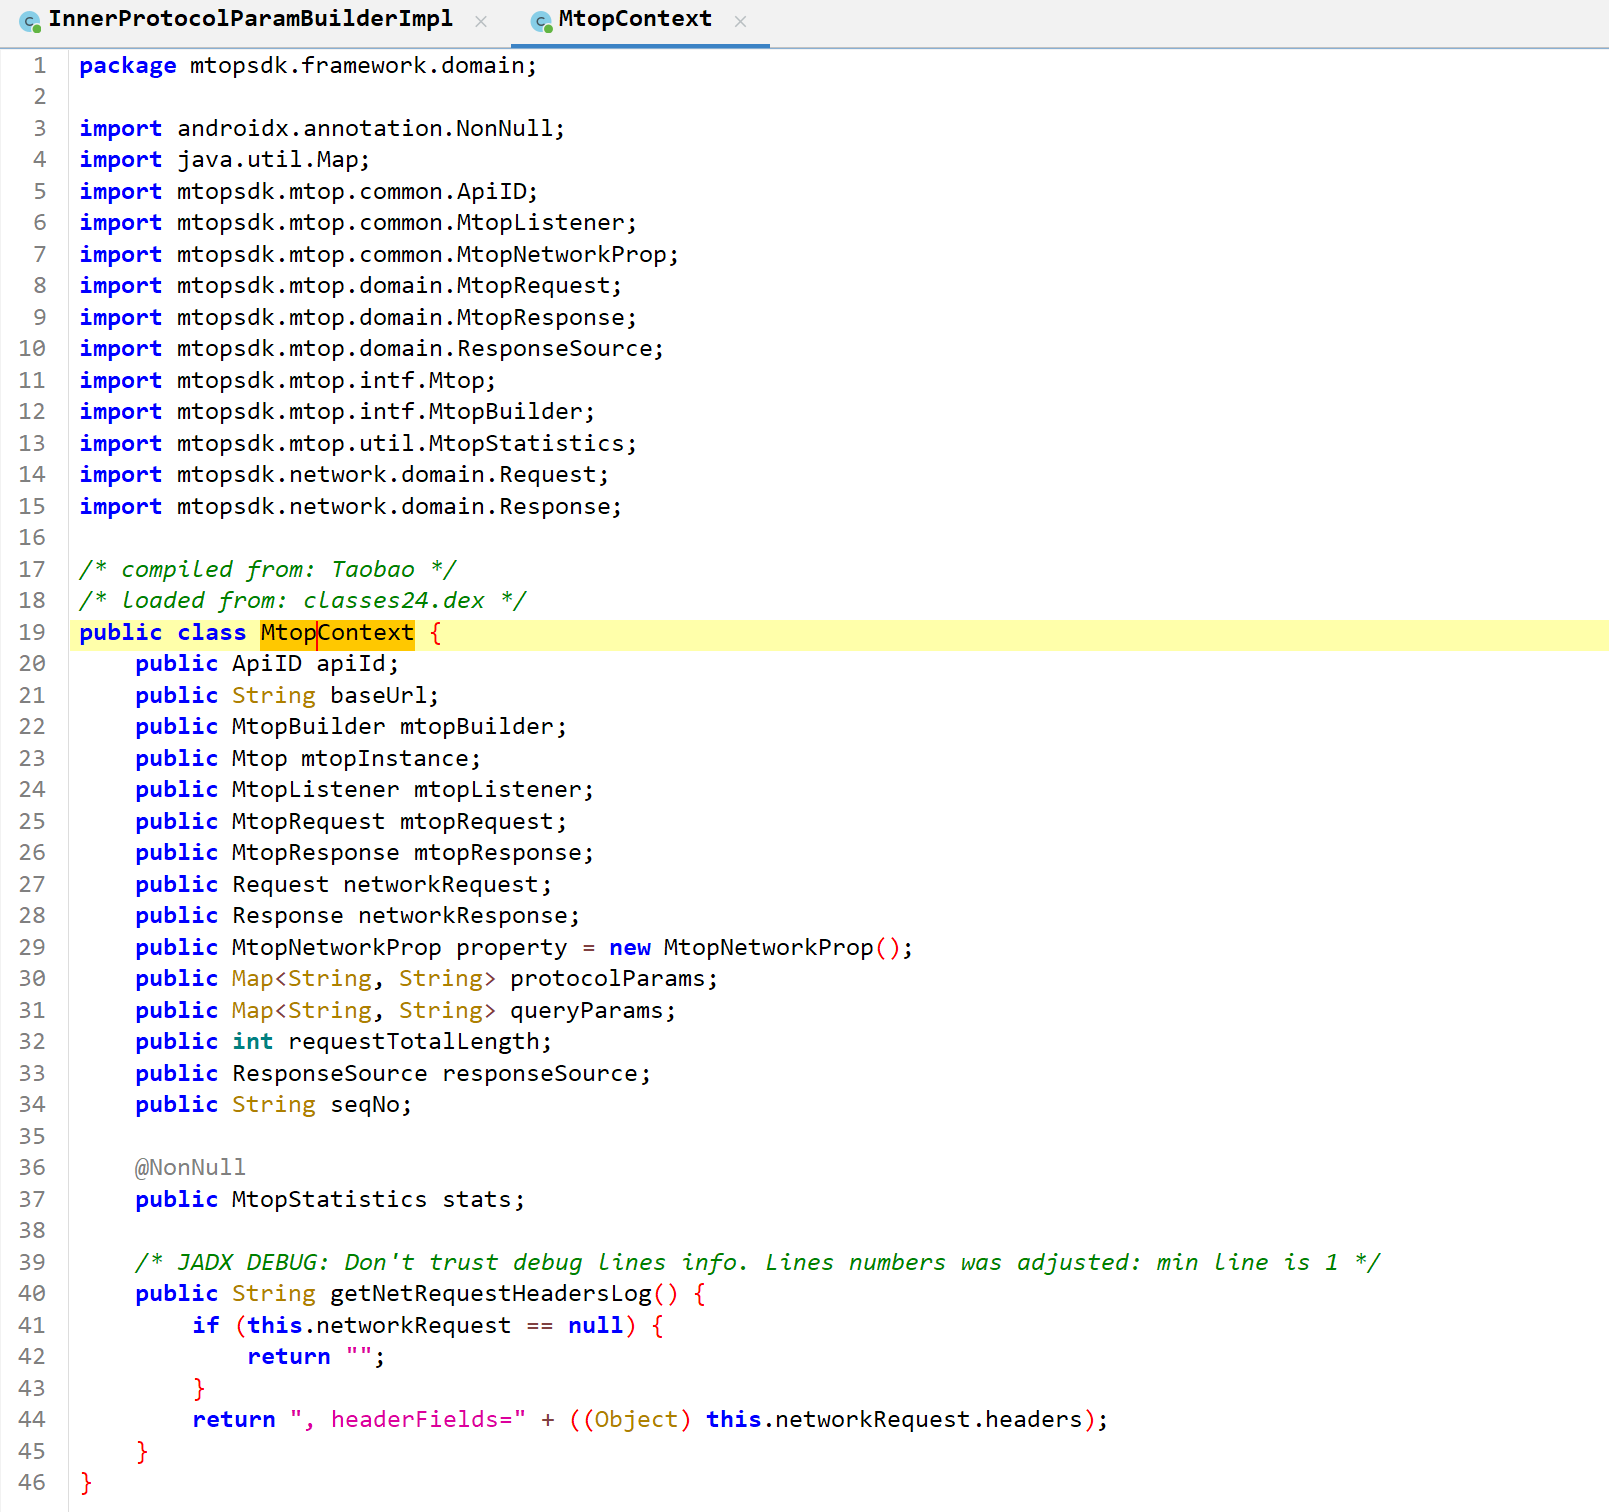 InnerProtocolParamBuilderImpl × MtopContext ×
1 package mtopsdk.framework.domain;
2
3 import androidx.annotation.NonNull;
4 import java.util.Map;
5 import mtopsdk.mtop.common.ApiID;
6 import mtopsdk.mtop.common.MtopListener;
7 import mtopsdk.mtop.common.MtopNetworkProp;
8 import mtopsdk.mtop.domain.MtopRequest;
9 import mtopsdk.mtop.domain.MtopResponse;
10 import mtopsdk.mtop.domain.ResponseSource;
11 import mtopsdk.mtop.intf.Mtop;
12 import mtopsdk.mtop.intf.MtopBuilder;
13 import mtopsdk.mtop.util.MtopStatistics;
14 import mtopsdk.network.domain.Request;
15 import mtopsdk.network.domain.Response;
16
17 /* compiled from: Taobao */
18 /* loaded from: classes24.dex */
19 public class MtopContext {
20     public ApiID apiId;
21     public String baseUrl;
22     public MtopBuilder mtopBuilder;
23     public Mtop mtopInstance;
24     public MtopListener mtopListener;
25     public MtopRequest mtopRequest;
26     public MtopResponse mtopResponse;
27     public Request networkRequest;
28     public Response networkResponse;
29     public MtopNetworkProp property = new MtopNetworkProp();
30     public Map<String, String> protocolParams;
31     public Map<String, String> queryParams;
32     public int requestTotalLength;
33     public ResponseSource responseSource;
34     public String seqNo;
35
36     @NonNull
37     public MtopStatistics stats;
38
39     /* JADX DEBUG: Don't trust debug lines info. Lines numbers was adjusted: min line is 1 */
40     public String getNetRequestHeadersLog() {
41         if (this.networkRequest == null) {
42             return "";
43         }
44         return ", headerFields=" + ((Object) this.networkRequest.headers);
45     }
46 }